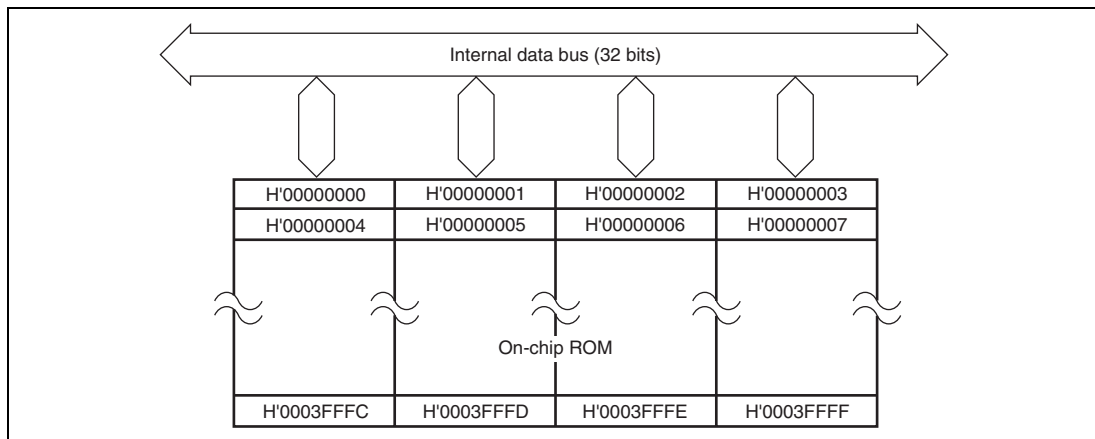 Internal data bus (32 bits)
H'00000000 H'00000001 H'00000002 H'00000003
H'00000004 H'00000005 H'00000006 H'00000007
On-chip ROM
H'0003FFFC H'0003FFFD H'0003FFFE H'0003FFFF